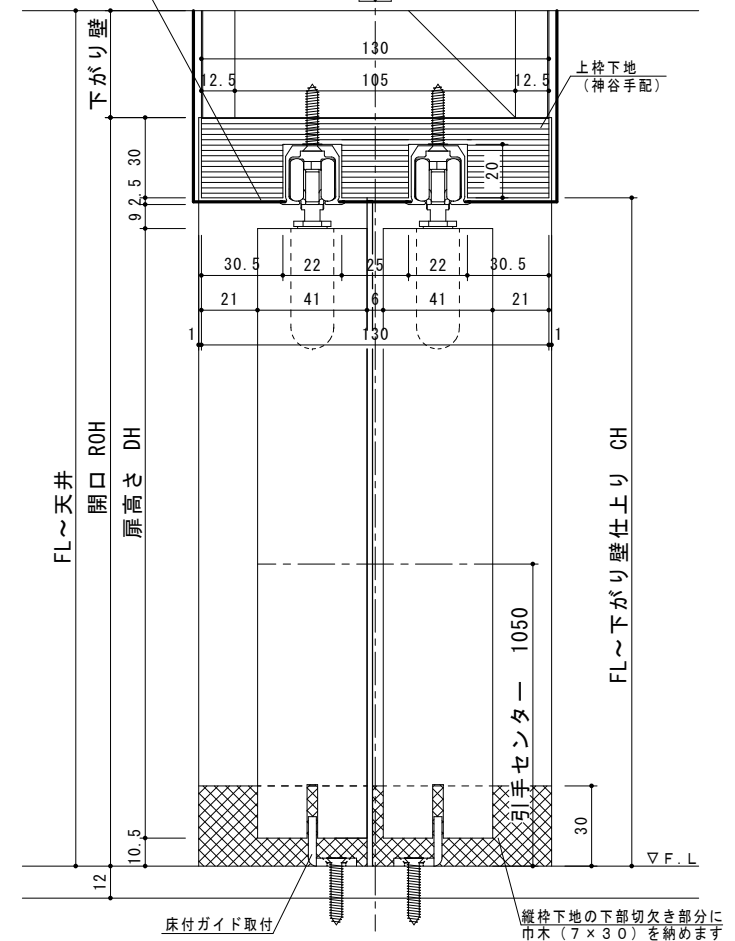 130
12.5
105
12.5
上枠下地
(神谷手配)
下がり壁
30
2.5
9
20
30.5
22
25
22
30.5
21
41
6
41
21
1
130
1
FL~天井
開口 ROH
扉高さ DH
FL~下がり壁仕上り CH
引手センター 1050
30
10.5
12
▽F.L
床付ガイド取付
縦枠下地の下部切欠き部分に
巾木(7×30)を納めます